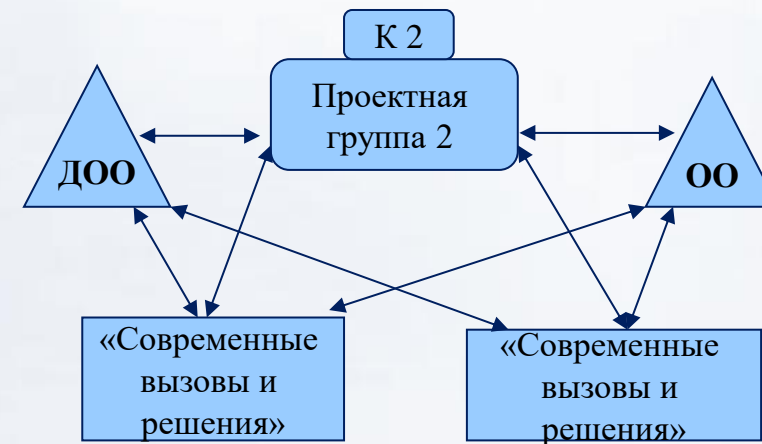 К 2
Проектная
группа 2
ДОО
ОО
«Современные
вызовы и
решения»
«Современные
вызовы и
решения»